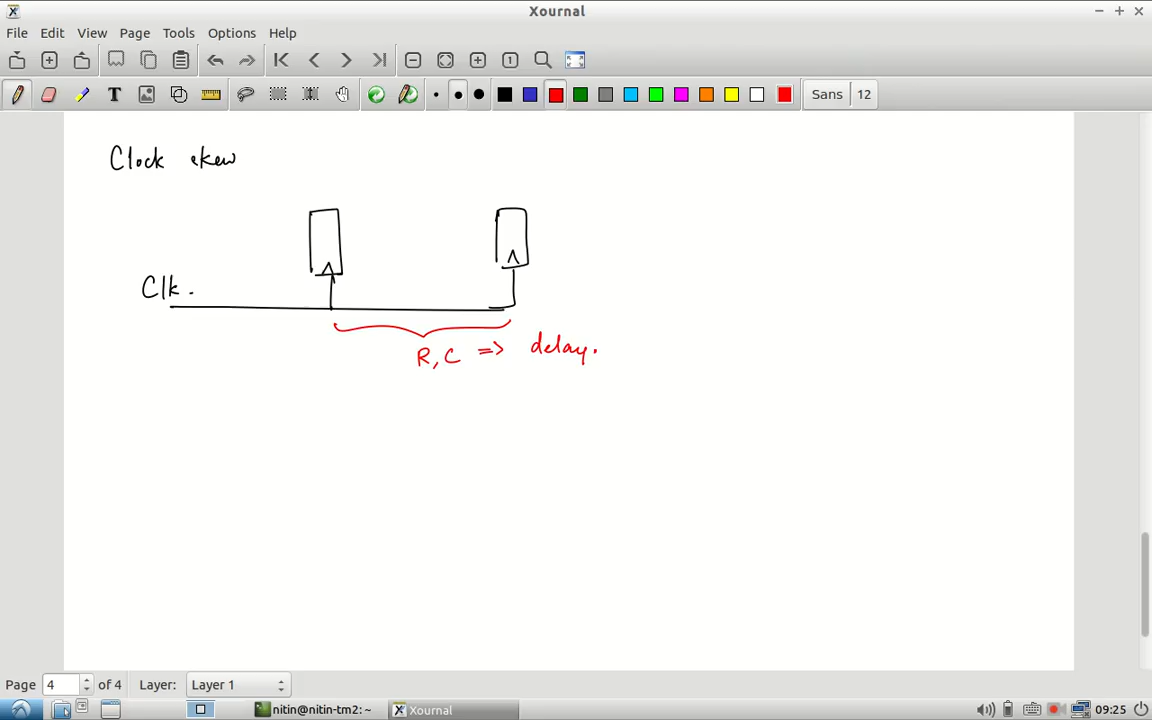 Xournal
File Edit View Page Tools Options Help
Sans 12
Clock skew
Clk.
R, C => delay.
Page 4 of 4 Layer: Layer 1
nitin@nitin-tm2: ~ Xournal 09:25